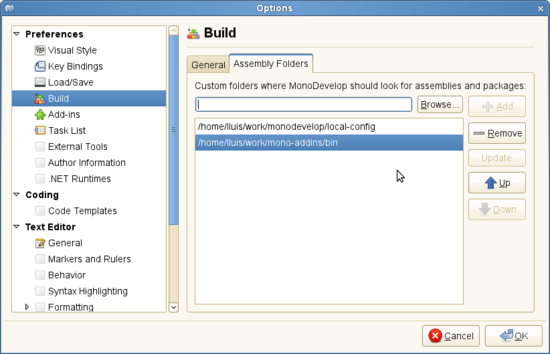 Options
Preferences
Visual Style
Key Bindings
Load/Save
Build
Add-ins
Task List
External Tools
Author Information
.NET Runtimes
Coding
Code Templates
Text Editor
General
Markers and Rulers
Behavior
Syntax Highlighting
Formatting
Build
General
Assembly Folders
Custom folders where MonoDevelop should look for assemblies and packages:
Browse...
Add
/home/lluis/work/monodevelop/local-config
/home/lluis/work/mono-addins/bin
Remove
Update
Up
Down
Cancel
OK